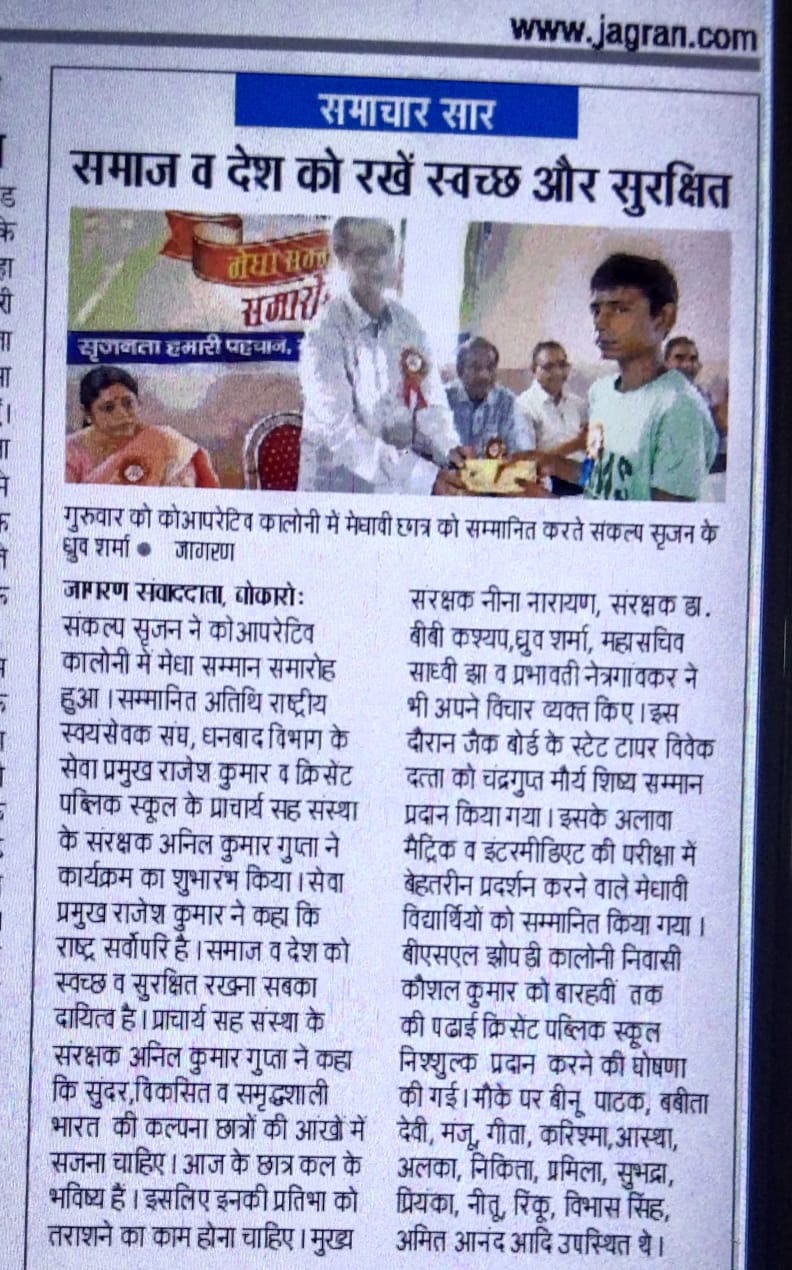 www.jagran.com
समाचार सार
समाज व देश को रखें स्वच्छ और सुरक्षित
मेघा सम्मा
समारो
सृजनता हमारी पहचान,
गुरुवार को कोआपरेटिव कालोनी में मेधावी छात्र को सम्मानित करते संकल्प सृजन के
ध्रुव शर्मा ● जागरण
जागरण संवाददाता, बोकारो:
संकल्प सृजन ने कोआपरेटिव
कालोनी में मेधा सम्मान समारोह
हुआ। सम्मानित अतिथि राष्ट्रीय
स्वयंसेवक संघ, धनबाद विभाग के
सेवा प्रमुख राजेश कुमार व क्रिसेंट
पब्लिक स्कूल के प्राचार्य सह संस्था
के संरक्षक अनिल कुमार गुप्ता ने
कार्यक्रम का शुभारंभ किया। सेवा
प्रमुख राजेश कुमार ने कहा कि
राष्ट्र सर्वोपरि है। समाज व देश को
स्वच्छ व सुरक्षित रखना सबका
दायित्व है। प्राचार्य सह संस्था के
संरक्षक अनिल कुमार गुप्ता ने कहा
कि सुंदर,विकसित व समृद्धशाली
भारत की कल्पना छात्रों की आंखों में
सजना चाहिए। आज के छात्र कल के
भविष्य हैं। इसलिए इनकी प्रतिभा को
तराशने का काम होना चाहिए। मुख्य
संरक्षक नीना नारायण, संरक्षक डा.
बीबी कश्यप,ध्रुव शर्मा, महासचिव
साध्वी झा व प्रभावती नेत्रगांवकर ने
भी अपने विचार व्यक्त किए। इस
दौरान जैक बोर्ड के स्टेट टापर विवेक
दत्ता को चंद्रगुप्त मौर्य शिष्य सम्मान
प्रदान किया गया। इसके अलावा
मैट्रिक व इंटरमीडिएट की परीक्षा में
बेहतरीन प्रदर्शन करने वाले मेधावी
विद्यार्थियों को सम्मानित किया गया।
बीएसएल झोपड़ी कालोनी निवासी
कौशल कुमार को बारहवीं तक
की पढाई क्रिसेंट पब्लिक स्कूल
निश्शुल्क प्रदान करने की घोषणा
की गई। मौके पर बीनू पाठक, बबीता
देवी, मंजू, गीता, करिश्मा,आस्था,
अलका, निकिता, प्रमिला, सुभद्रा,
प्रियंका, नीतू, रिंकू, विभास सिंह,
अमित आनंद आदि उपस्थित थे।